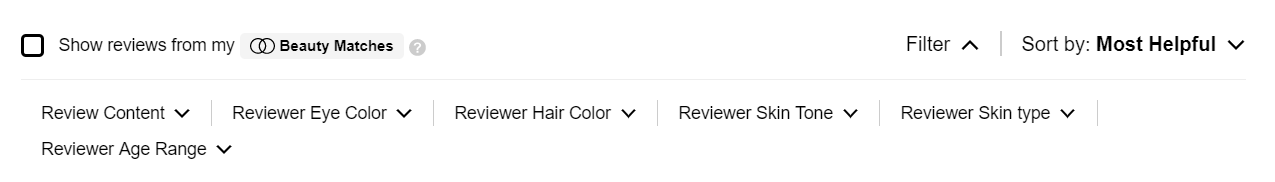 Show reviews from my Beauty Matches ? Filter Sort by: Most Helpful
Review Content Reviewer Eye Color Reviewer Hair Color Reviewer Skin Tone Reviewer Skin type
Reviewer Age Range